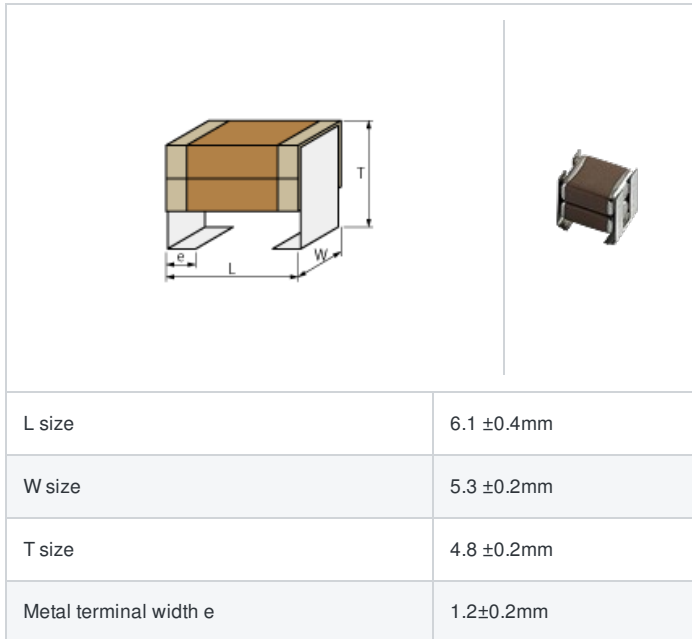 T
e
L
W
L size 6.1 ±0.4mm
W size 5.3 ±0.2mm
T size 4.8 ±0.2mm
Metal terminal width e 1.2±0.2mm